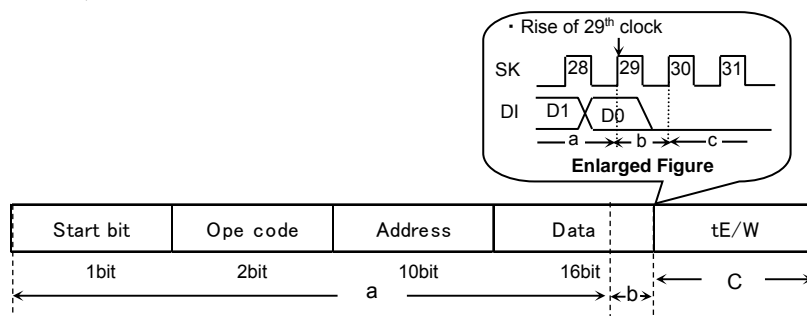 ・Rise of 29th clock
SK 28 29 30 31
DI D1 D0
a b c
Enlarged Figure
Start bit Ope code Address Data tE/W
1bit 2bit 10bit 16bit
a b C